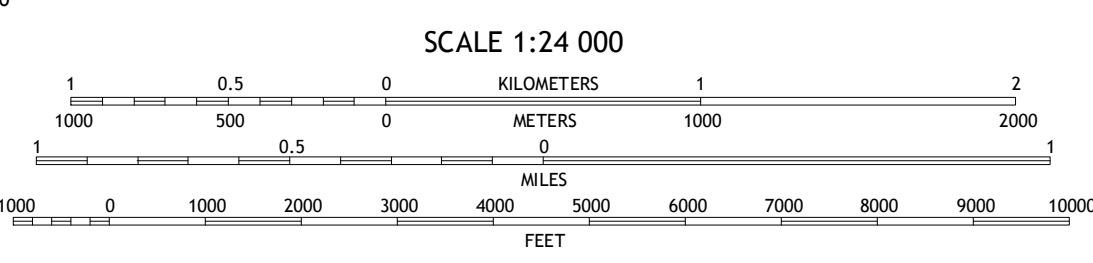 SCALE 1:24 000
1 0.5 0 KILOMETERS 1 2
1000 500 0 METERS 1000 2000
1 0.5 0 1
MILES
1000 0 1000 2000 3000 4000 5000 6000 7000 8000 9000 10000
FEET